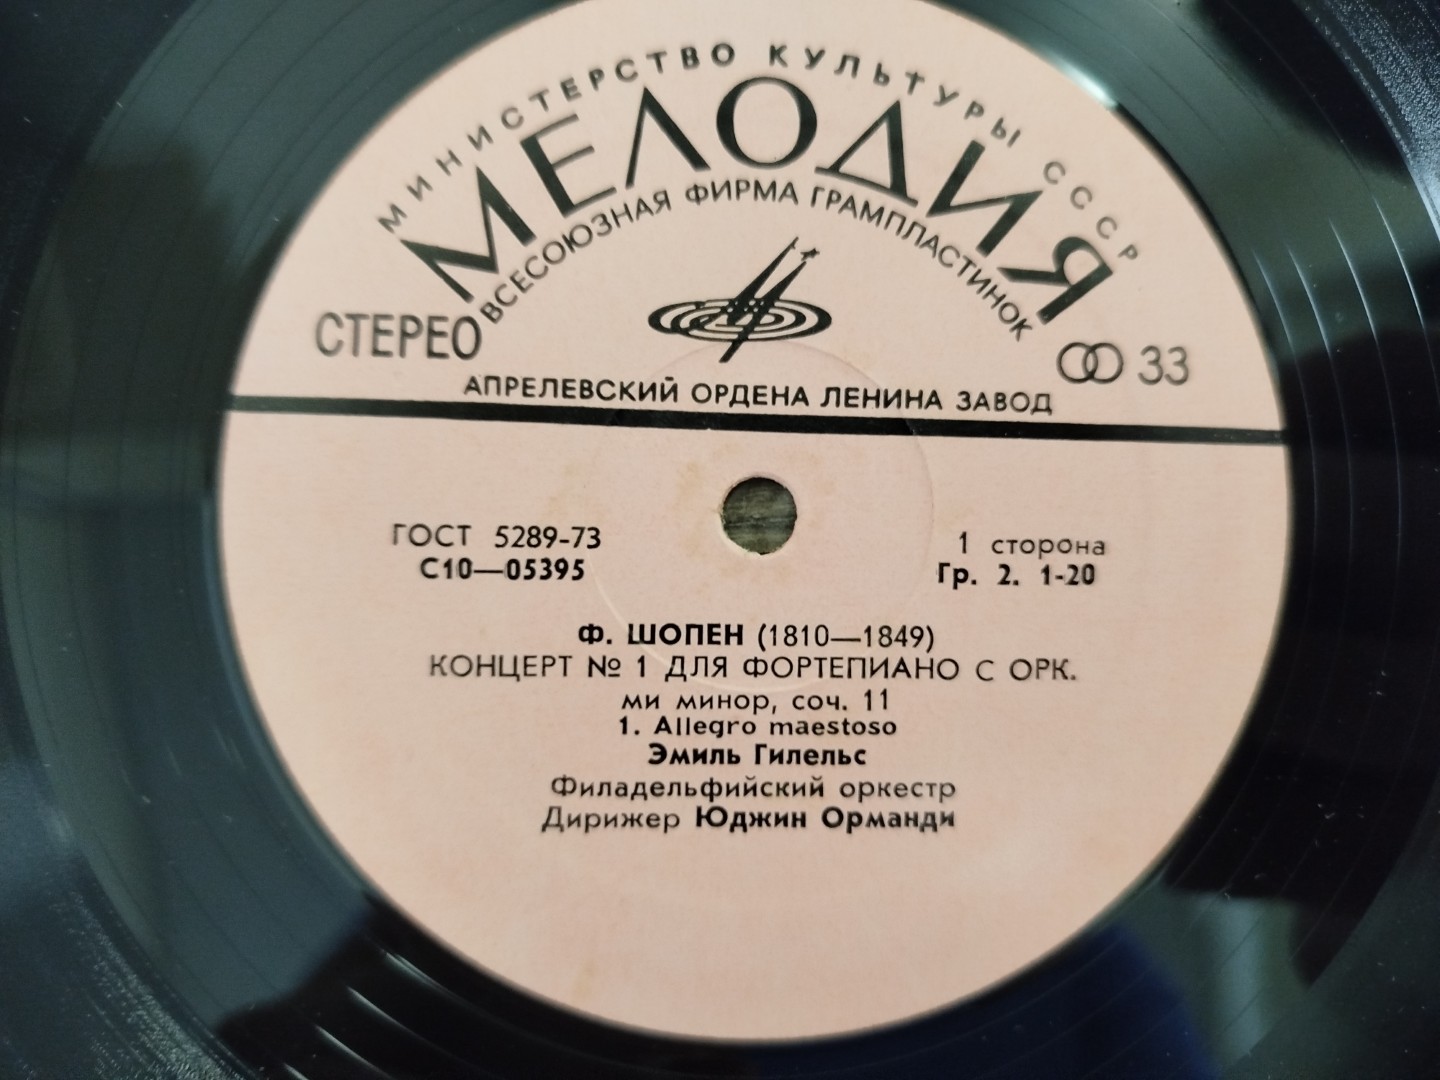 МИНИСТЕРСТВО КУЛЬТУРЫ СССР
МЕЛОДИЯ
ВСЕСОЮЗНАЯ ФИРМА ГРАМПЛАСТИНОК
СТЕРЕО
33
АПРЕЛЕВСКИЙ ОРДЕНА ЛЕНИНА ЗАВОД
ГОСТ 5289-73
С10—05395
1 сторона
Гр. 2. 1-20
Ф. ШОПЕН (1810—1849)
КОНЦЕРТ № 1 ДЛЯ ФОРТЕПИАНО С ОРК.
ми минор, соч. 11
1. Allegro maestoso
Эмиль Гилельс
Филадельфийский оркестр
Дирижер Юджин Орманди